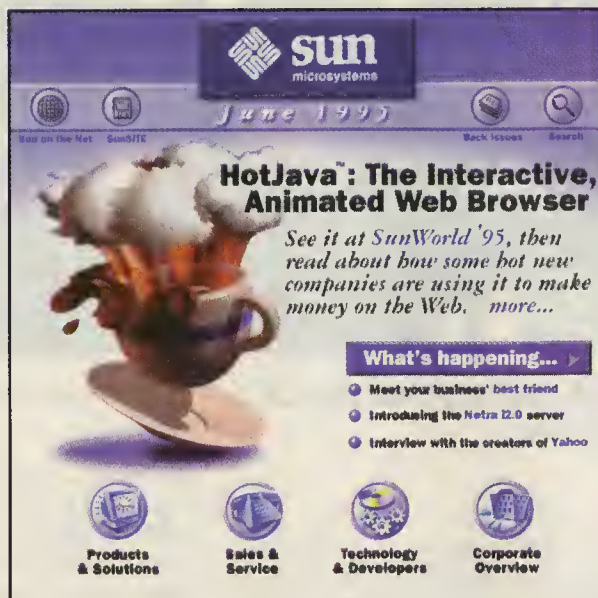 sun
microsystems
June 1995
Sun on the Net
SunSITE
Back Issues
Search
HotJava™: The Interactive,
Animated Web Browser
See it at SunWorld '95, then
read about how some hot new
companies are using it to make
money on the Web. more...
What's happening...
Meet your business' best friend
Introducing the Netra I2.0 server
Interview with the creators of Yahoo
Products
& Solutions
Sales &
Service
Technology
& Developers
Corporate
Overview